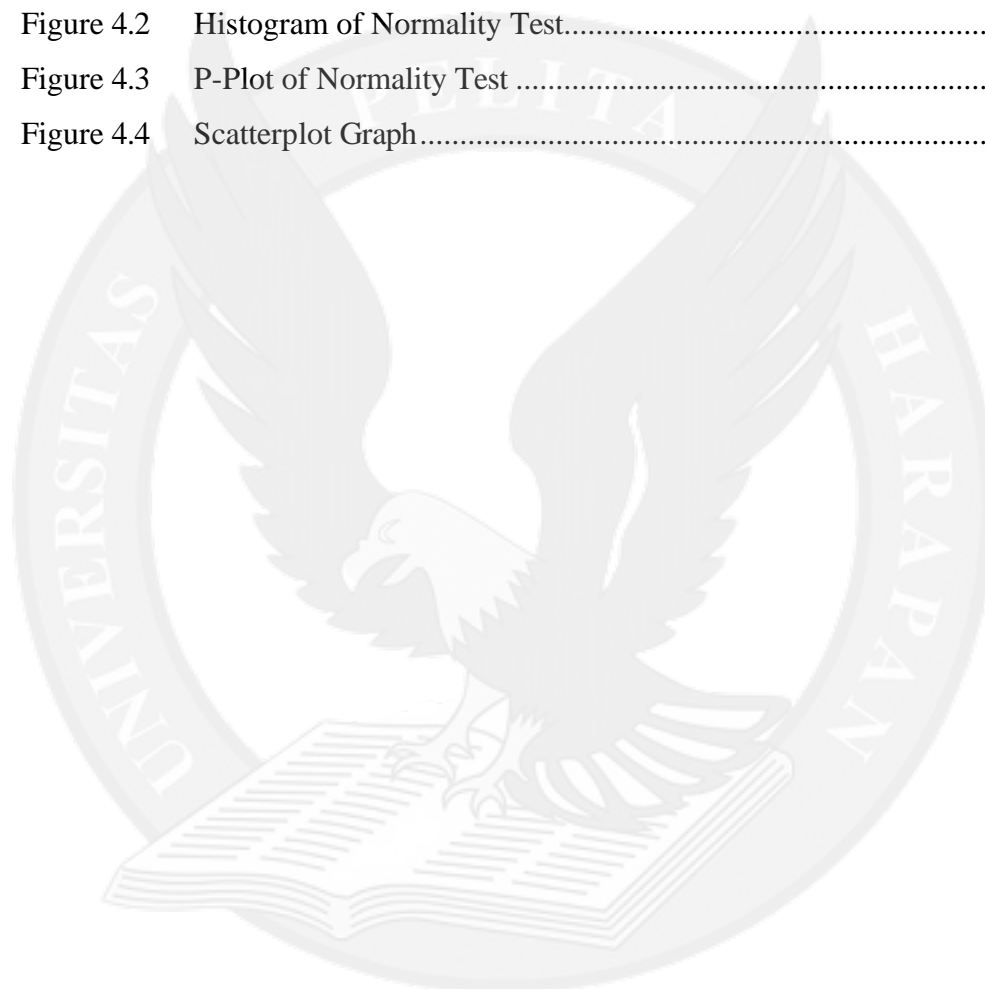 Figure 4.2 Histogram of Normality Test........................................................
Figure 4.3 P-Plot of Normality Test ..............................................................
Figure 4.4 Scatterplot Graph...........................................................................
UNIVERSITAS PELITA HARAPAN